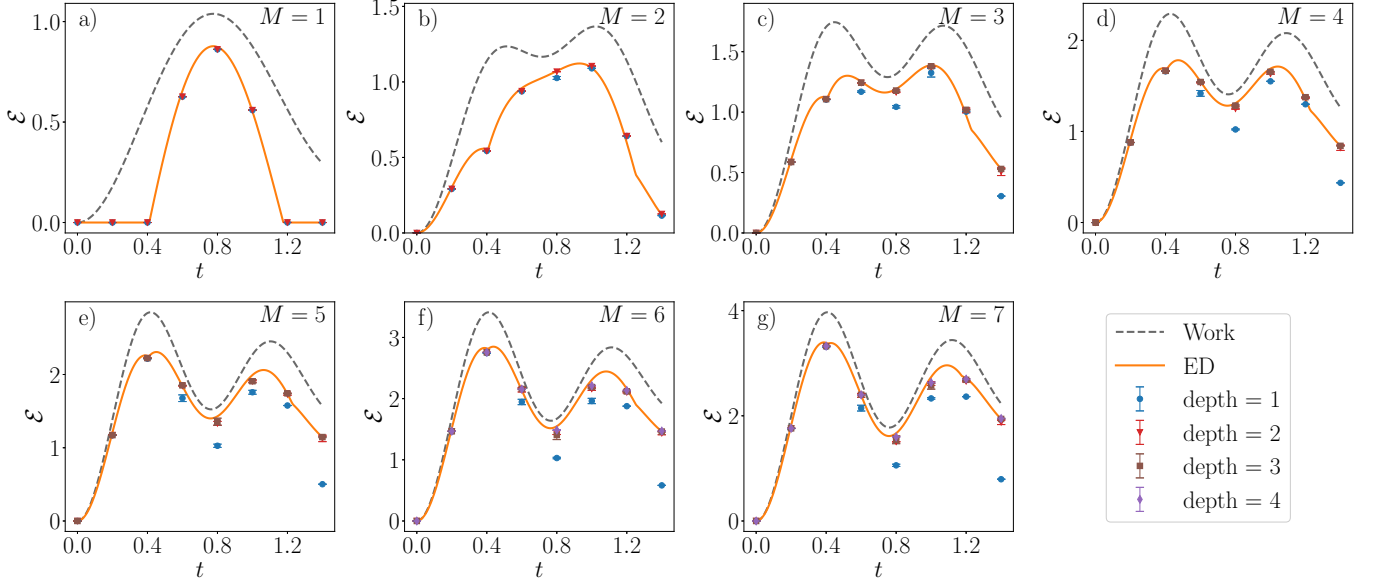 a) M = 1
1.0
0.5
0.0
ℰ
0.0 0.4 0.8 1.2
t
b) M = 2
1.5
1.0
0.5
0.0
ℰ
0.0 0.4 0.8 1.2
t
c) M = 3
1.75
1.5
1.0
0.5
0.0
ℰ
0.0 0.4 0.8 1.2
t
d) M = 4
2
1
0
ℰ
0.0 0.4 0.8 1.2
t
e) M = 5
2
1
0
ℰ
0.0 0.4 0.8 1.2
t
f) M = 6
3
2
1
0
ℰ
0.0 0.4 0.8 1.2
t
g) M = 7
4
2
0
ℰ
0.0 0.4 0.8 1.2
t
Work
ED
depth = 1
depth = 2
depth = 3
depth = 4